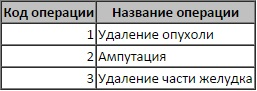 Код операции Название операции
1 Удаление опухоли
2 Ампутация
3 Удаление части желудка